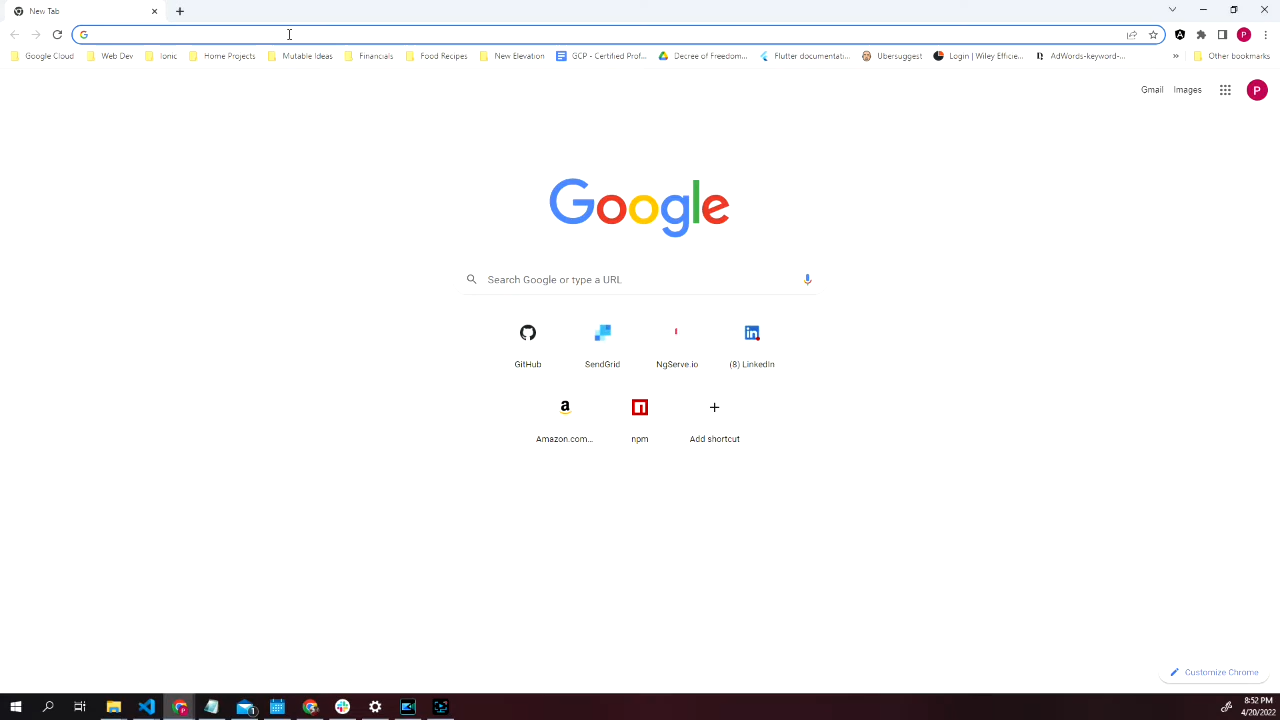 New Tab
Google Cloud Web Dev Ionic Home Projects Mutable Ideas Financials Food Recipes New Elevation GCP - Certified Prof... Decree of Freedom... Flutter documentati... Ubersuggest Login | Wiley Efficie... AdWords-keyword-... » Other bookmarks
Gmail Images P
Google
Search Google or type a URL
GitHub SendGrid NgServe.io (8) LinkedIn
Amazon.com... npm Add shortcut
Customize Chrome
8:52 PM
4/20/2022